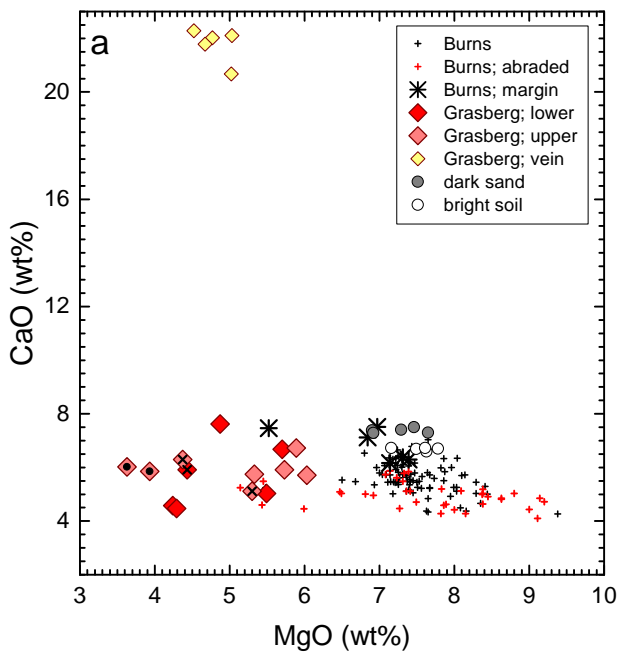 a
Burns
Burns; abraded
Burns; margin
Grasberg; lower
Grasberg; upper
Grasberg; vein
dark sand
bright soil
20
16
12
8
4
CaO (wt%)
3 4 5 6 7 8 9 10
MgO (wt%)